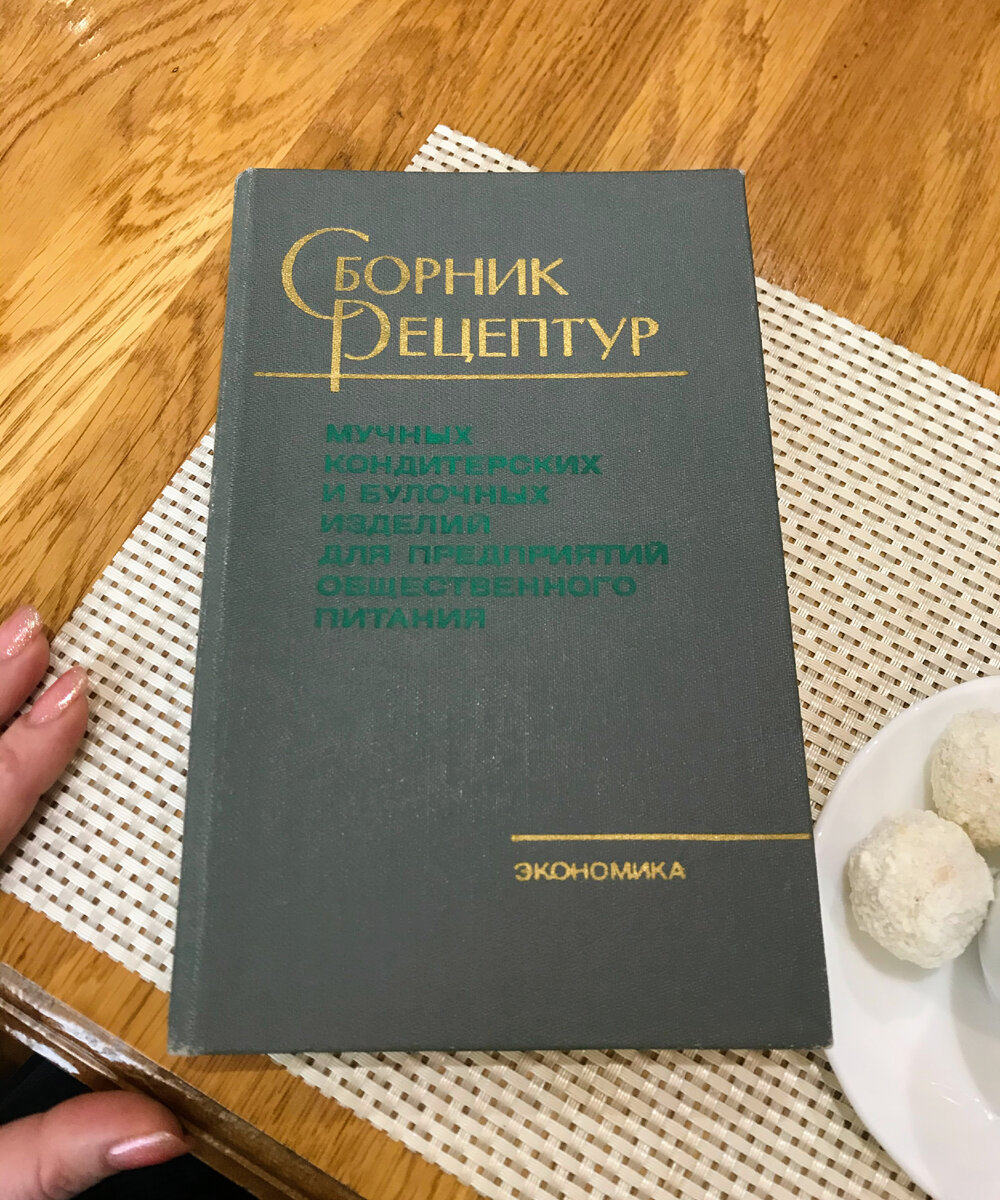 Сборник
Рецептур
МУЧНЫХ
КОНДИТЕРСКИХ
И БУЛОЧНЫХ
ИЗДЕЛИЙ
ДЛЯ ПРЕДПРИЯТИЙ
ОБЩЕСТВЕННОГО
ПИТАНИЯ
ЭКОНОМИКА